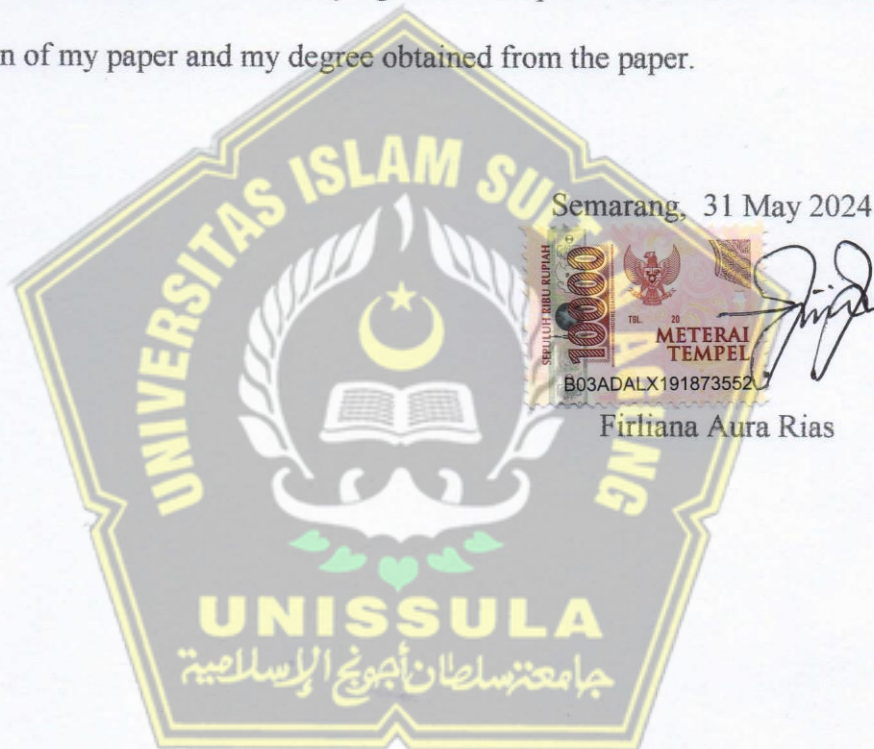 n of my paper and my degree obtained from the paper.
UNIVERSITAS ISLAM SULTAN AGUNG
Semarang, 31 May 2024
SEPULUH RIBU RUPIAH
10000
TGL. 20
METERAI
TEMPEL
B03ADALX191873552
Firliana Aura Rias
UNISSULA
جامعة سلطان أجونج الإسلامية